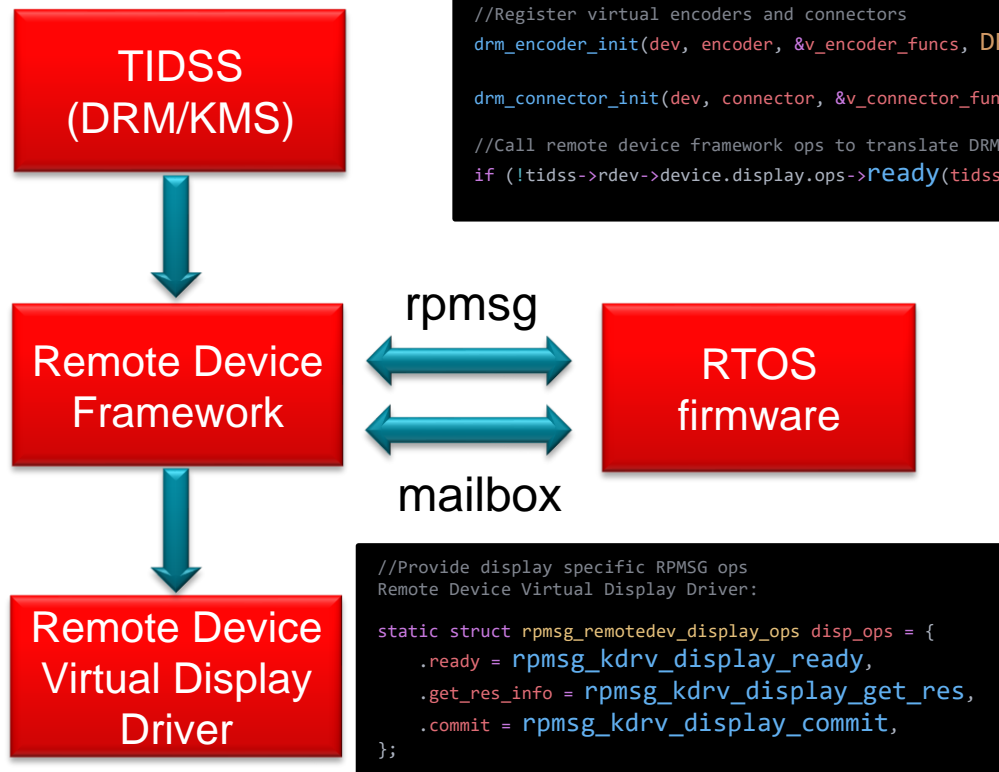 TIDSS
(DRM/KMS)
//Register virtual encoders and connectors
drm_encoder_init(dev, encoder, &v_encoder_funcs,
drm_connector_init(dev, connector,
//Call remote device framework ops to translate DRM
if (!tidss->rdev->device.display.ops->ready(tidss
Remote Device
Framework
rpmsg
mailbox
RTOS
firmware
Remote Device
Virtual Display
Driver
//Provide display specific RPMSG ops
Remote Device Virtual Display Driver:
static struct rpmsg_remotedev_display_ops disp_ops = {
.ready = rpmsg_kdrv_display_ready,
.get_res_info = rpmsg_kdrv_display_get_res,
.commit = rpmsg_kdrv_display_commit,
};